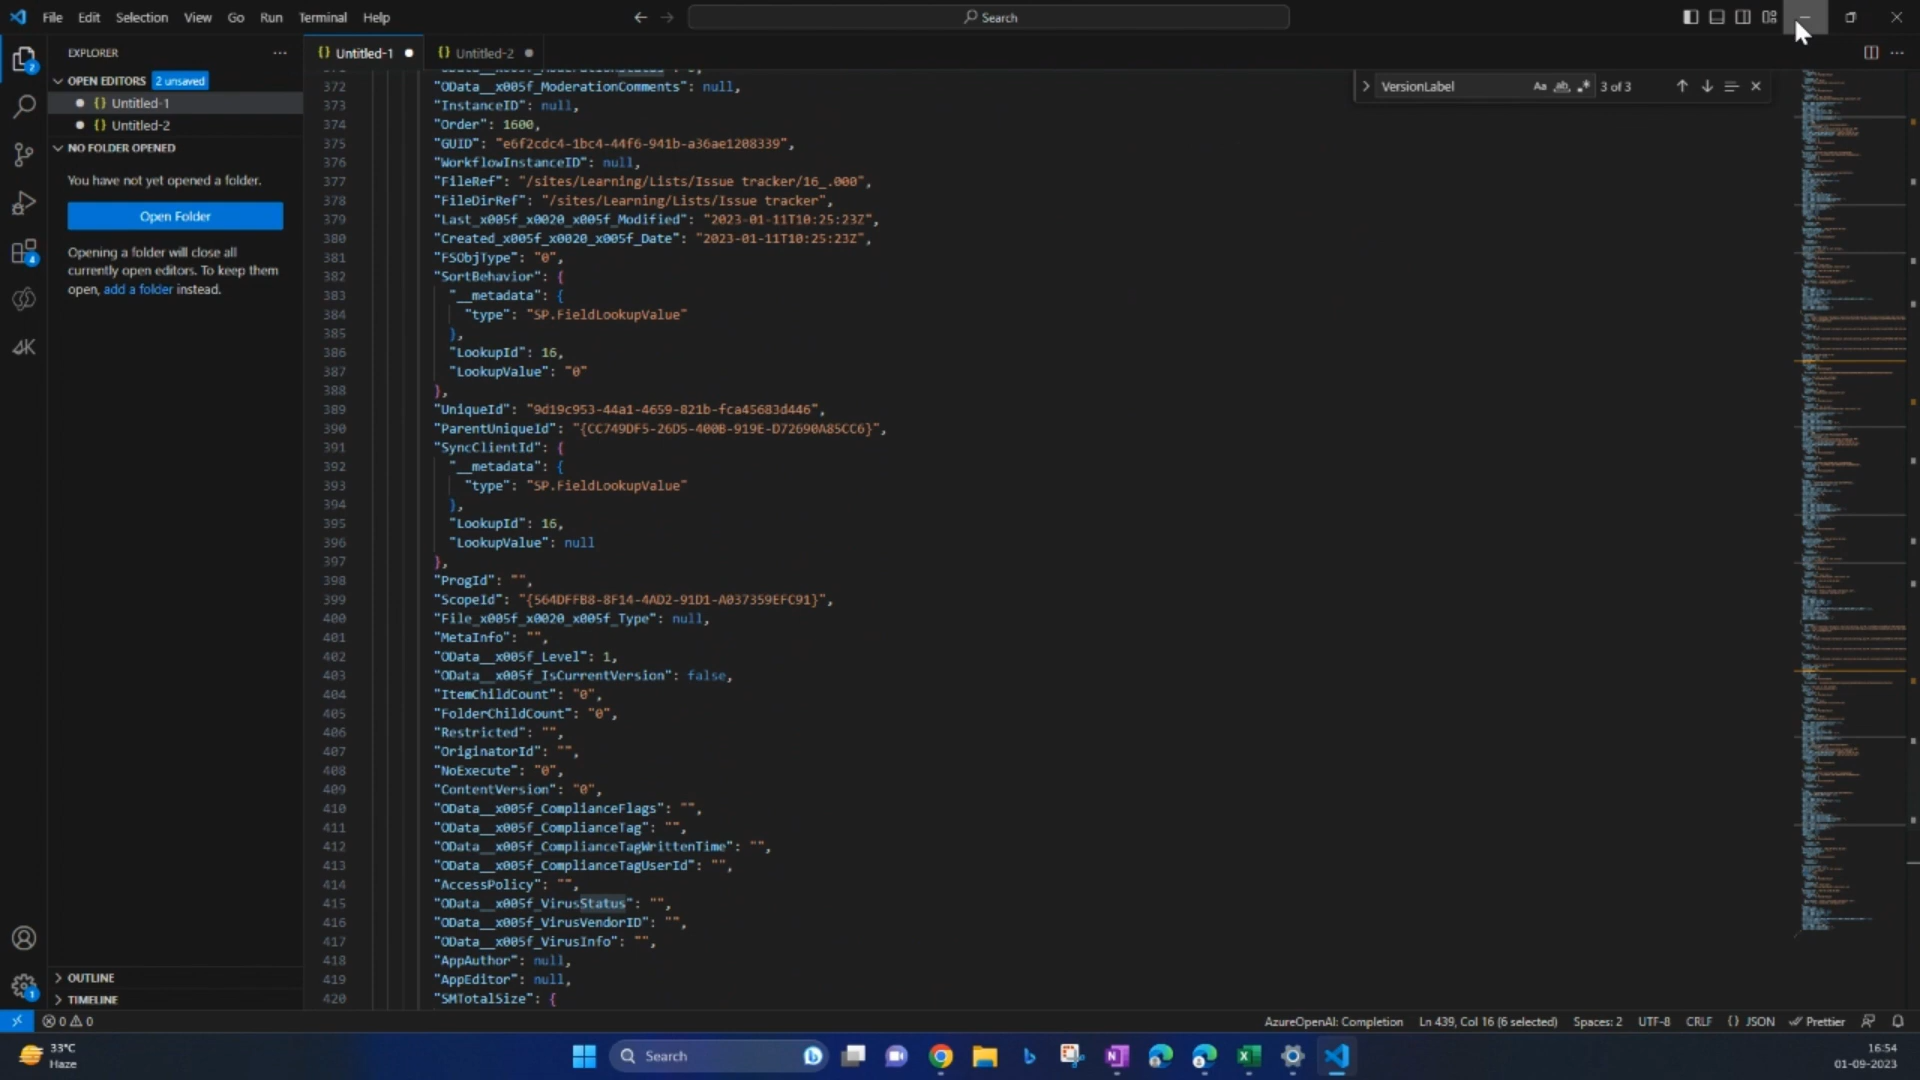 File Edit Selection View Go Run Terminal Help
Search
EXPLORER
OPEN EDITORS 2 unsaved
{} Untitled-1
{} Untitled-2
NO FOLDER OPENED
You have not yet opened a folder.
Open Folder
Opening a folder will close all
currently open editors. To keep them
open, add a folder instead.
OUTLINE
TIMELINE
{} Untitled-1
{} Untitled-2
VersionLabel
Aa ab 3 of 3
372 "OData__x005f_ModerationComments": null,
373 "InstanceID": null,
374 "Order": 1600,
375 "GUID": "e6f2cdc4-1bc4-44f6-941b-a36ae1208339",
376 "WorkflowInstanceID": null,
377 "FileRef": "/sites/Learning/Lists/Issue tracker/16_.000",
378 "FileDirRef": "/sites/Learning/Lists/Issue tracker",
379 "Last_x005f_x0020_x005f_Modified": "2023-01-11T10:25:23Z",
380 "Created_x005f_x0020_x005f_Date": "2023-01-11T10:25:23Z",
381 "FSObjType": "0",
382 "SortBehavior": {
383 "__metadata": {
384 "type": "SP.FieldLookupValue"
385 },
386 "LookupId": 16,
387 "LookupValue": "0"
388 },
389 "UniqueId": "9d19c953-44a1-4659-821b-fca45683d446",
390 "ParentUniqueId": "{CC749DF5-26D5-400B-919E-D72690A85CC6}",
391 "SyncClientId": {
392 "__metadata": {
393 "type": "SP.FieldLookupValue"
394 },
395 "LookupId": 16,
396 "LookupValue": null
397 },
398 "ProgId": "",
399 "ScopeId": "{564DFFB8-8F14-4AD2-91D1-A037359EFC91}",
400 "File_x005f_x0020_x005f_Type": null,
401 "MetaInfo": "",
402 "OData__x005f_Level": 1,
403 "OData__x005f_IsCurrentVersion": false,
404 "ItemChildCount": "0",
405 "FolderChildCount": "0",
406 "Restricted": "",
407 "OriginatorId": "",
408 "NoExecute": "0",
409 "ContentVersion": "0",
410 "OData__x005f_ComplianceFlags": "",
411 "OData__x005f_ComplianceTag": "",
412 "OData__x005f_ComplianceTagWrittenTime": "",
413 "OData__x005f_ComplianceTagUserId": "",
414 "AccessPolicy": "",
415 "OData__x005f_VirusStatus": "",
416 "OData__x005f_VirusVendorID": "",
417 "OData__x005f_VirusInfo": "",
418 "AppAuthor": null,
419 "AppEditor": null,
420 "SMTotalSize": {
0 0
AzureOpenAI: Completion Ln 439, Col 16 (6 selected) Spaces: 2 UTF-8 CRLF {} JSON Prettier
33°C
Haze
Search
16:54
01-09-2023